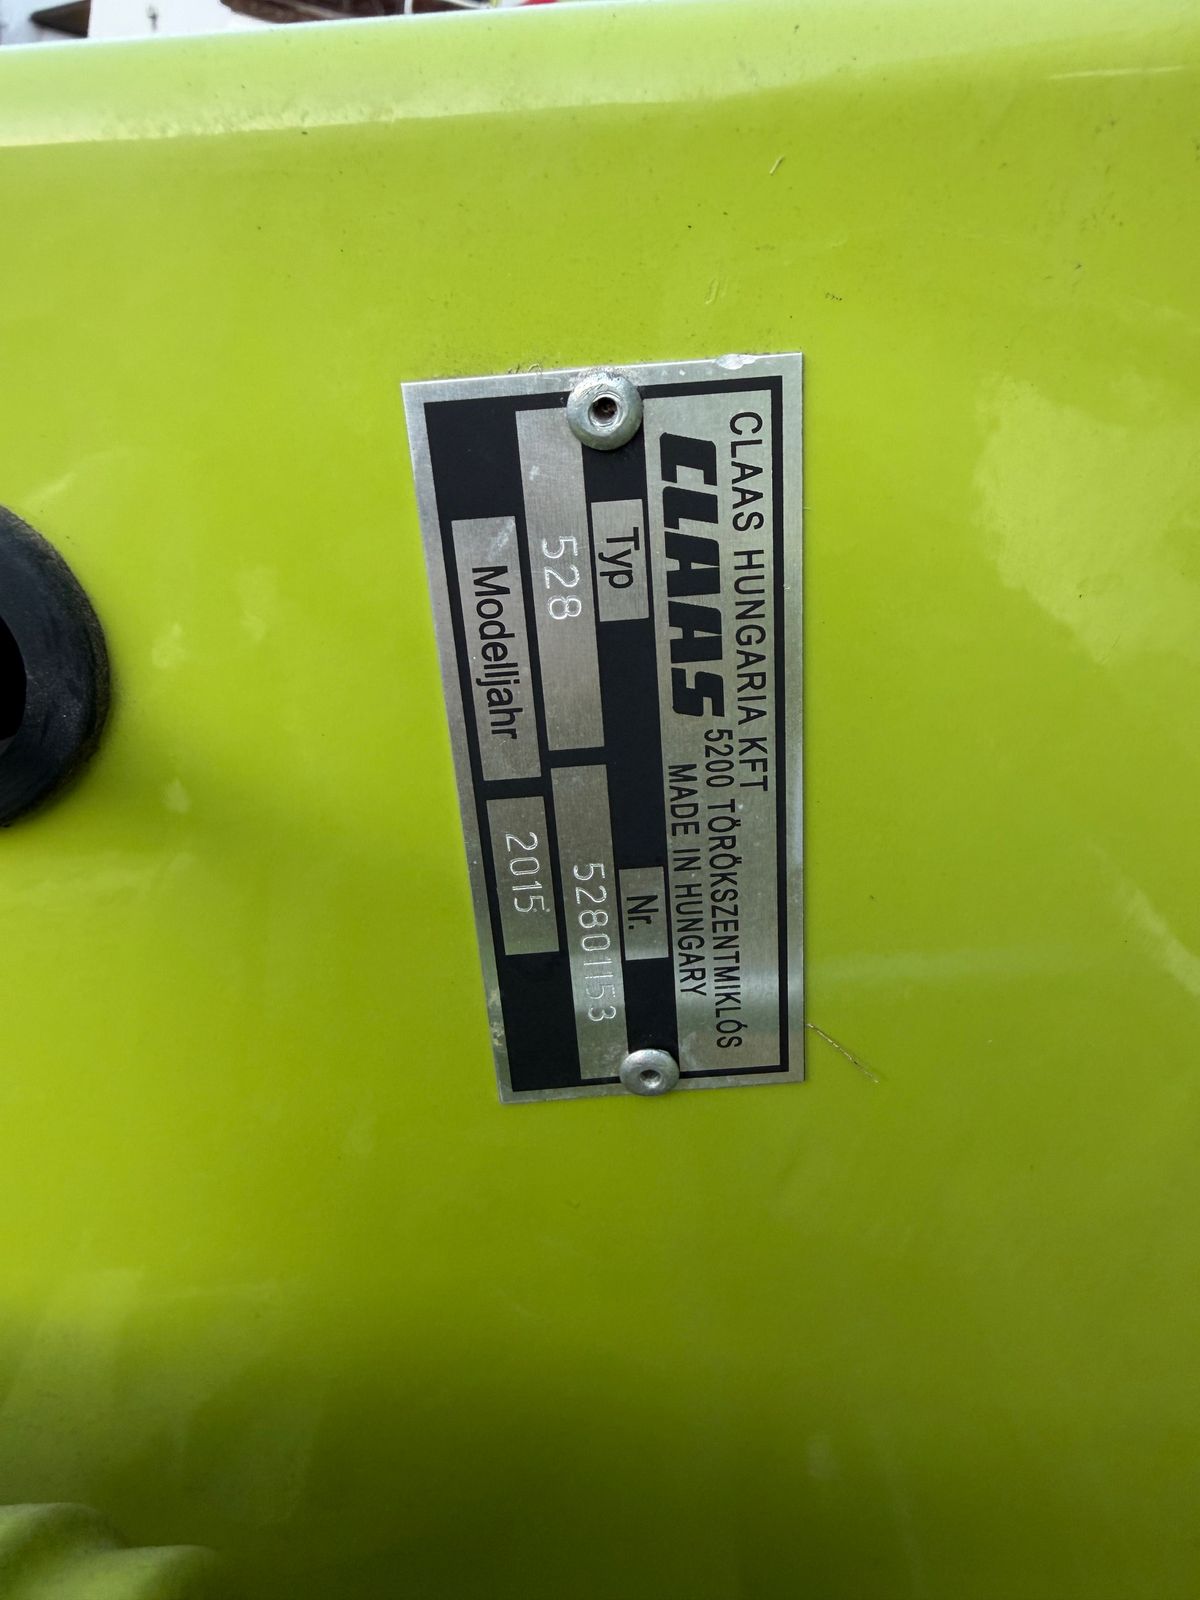 CLAAS HUNGARIA KFT
CLAAS
5200 TÖRÖKSZENTMIKLÓS
MADE IN HUNGARY
Typ
Nr.
528
52801153
Modelljahr
2015